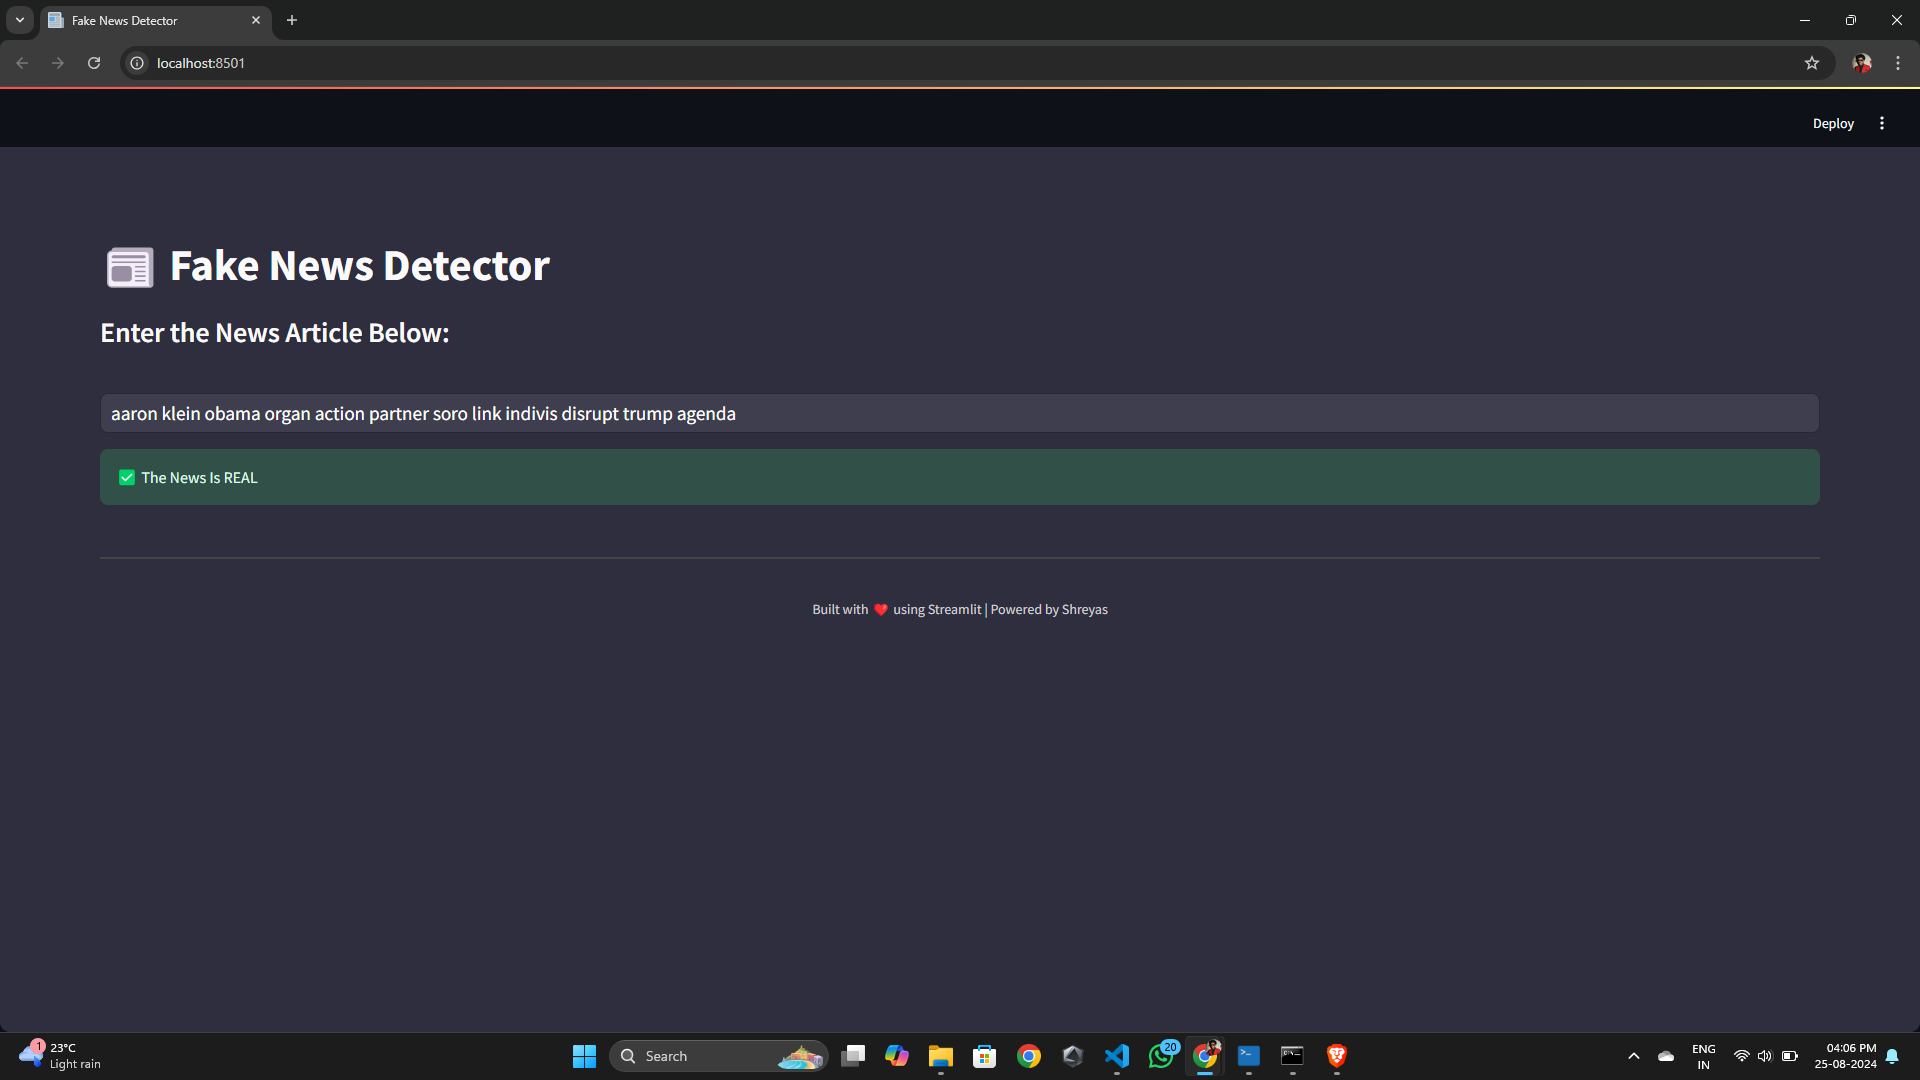 Fake News Detector
localhost:8501
Deploy
Fake News Detector
Enter the News Article Below:
aaron klein obama organ action partner soro link indivis disrupt trump agenda
The News Is REAL
Built with ❤️ using Streamlit | Powered by Shreyas
1
23°C
Light rain
Search
20
ENG
IN
04:06 PM
25-08-2024